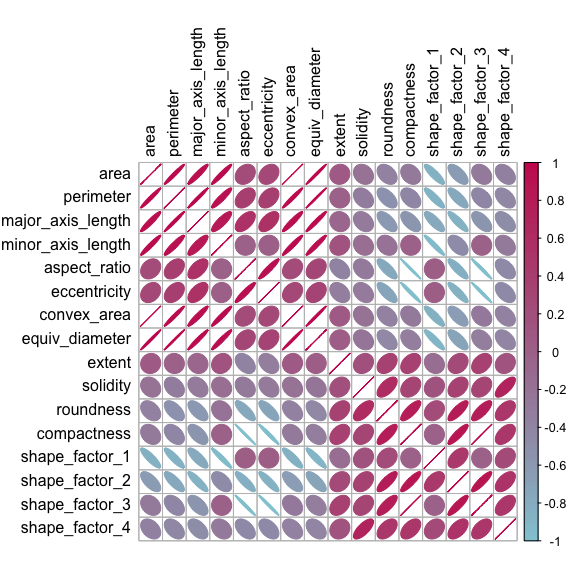 area
perimeter
major_axis_length
minor_axis_length
aspect_ratio
eccentricity
convex_area
equiv_diameter
extent
solidity
roundness
compactness
shape_factor_1
shape_factor_2
shape_factor_3
shape_factor_4
area
perimeter
major_axis_length
minor_axis_length
aspect_ratio
eccentricity
convex_area
equiv_diameter
extent
solidity
roundness
compactness
shape_factor_1
shape_factor_2
shape_factor_3
shape_factor_4
1
0.8
0.6
0.4
0.2
0
-0.2
-0.4
-0.6
-0.8
-1